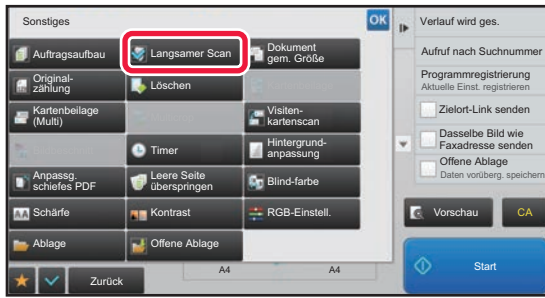 Sonstiges
OK
Auftragsaufbau
Langsamer Scan
Dokument
gem. Größe
Original-
zählung
Löschen
Kartenbeilage
(Multi)
Visiten-
kartenscan
Timer
Hintergrund-
anpassung
Anpassg.
schiefes PDF
Leere Seite
überspringen
Blind-farbe
AA Schärfe
Kontrast
RGB-Einstell.
Ablage
Offene Ablage
Zurück
A4
A4
Verlauf wird ges.
Aufruf nach Suchnummer
Programmregistrierung
Aktuelle Einst. registrieren
Zielort-Link senden
Dasselbe Bild wie
Faxadresse senden
Offene Ablage
Daten vorüberg. speichern
Vorschau
CA
Start